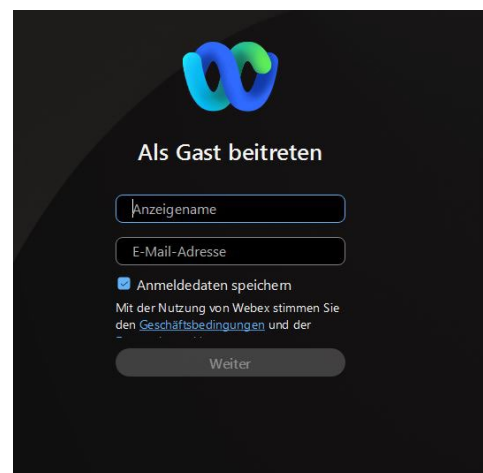 Als Gast beitreten
Anzeigename
E-Mail-Adresse
Anmeldedaten speichern
Mit der Nutzung von Webex stimmen Sie
den Geschäftsbedingungen und der
Weiter